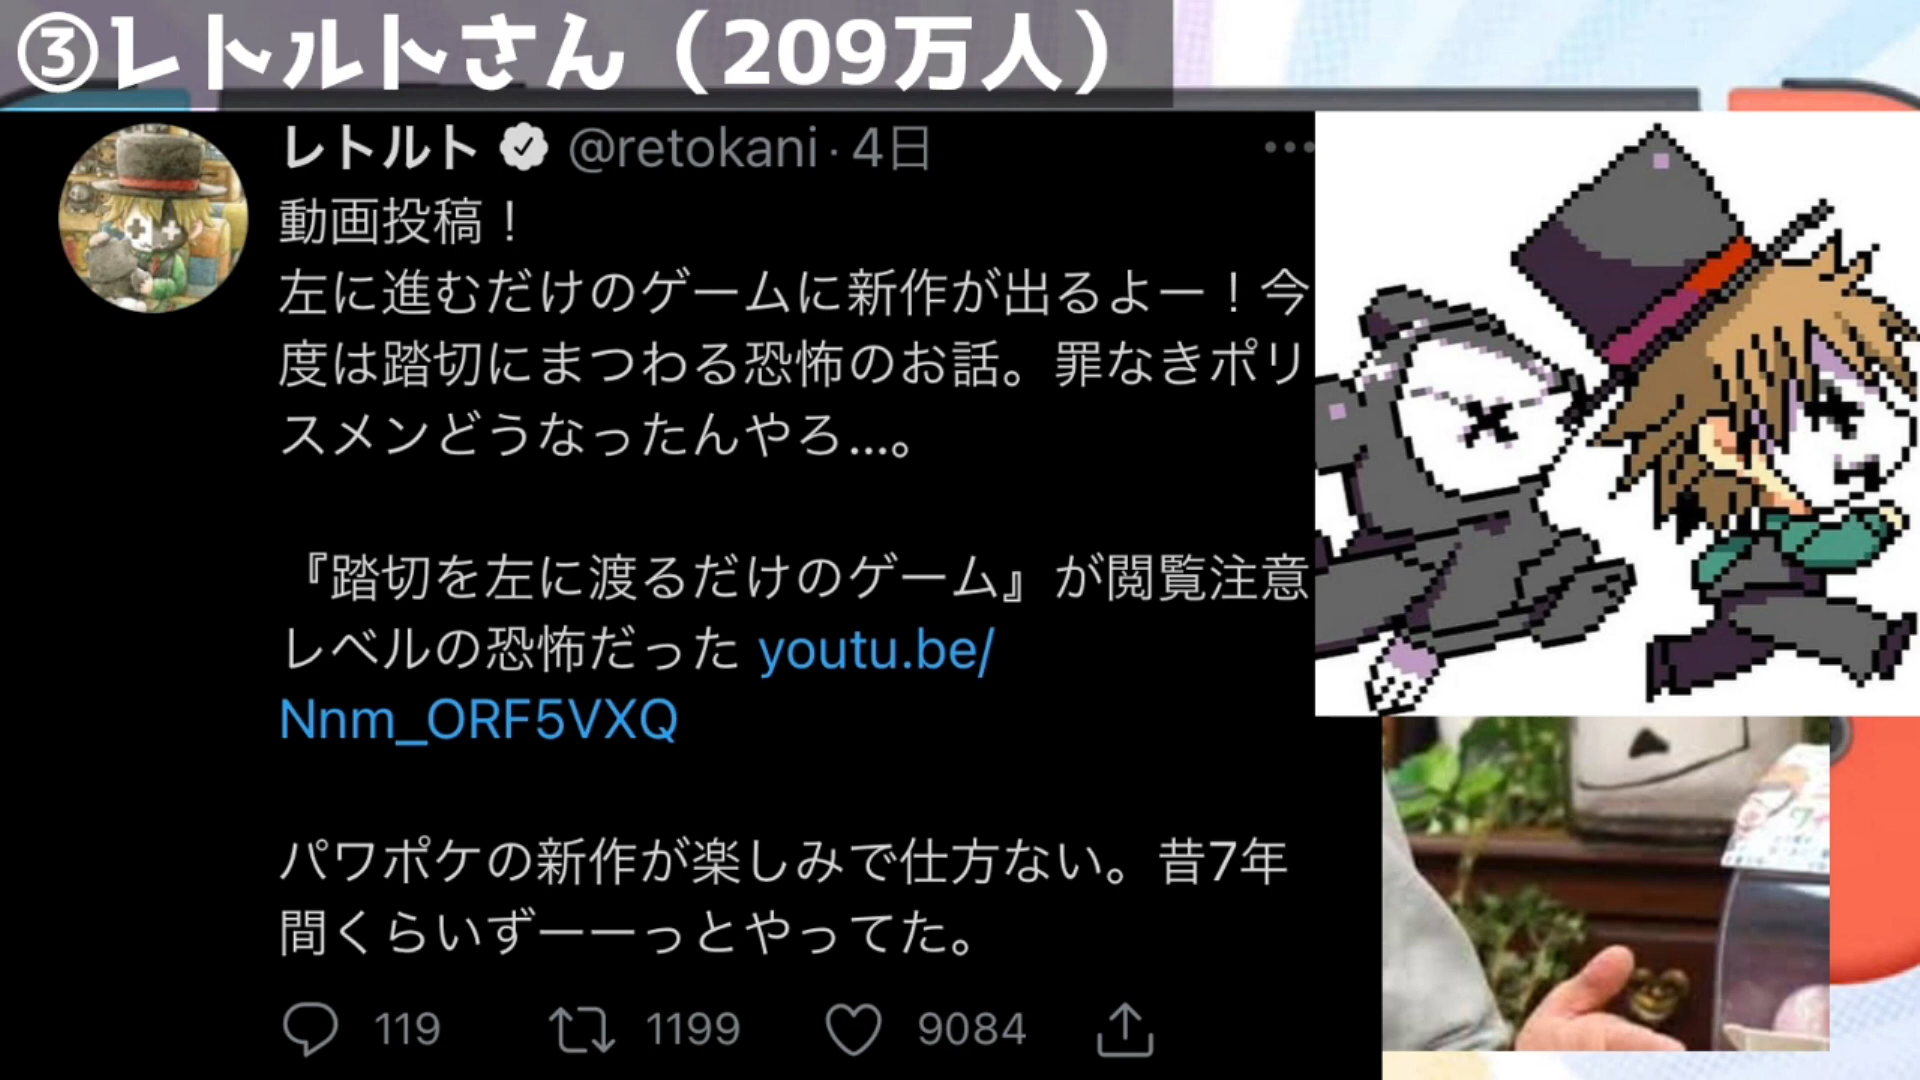 ③レトルトさん（209万人）
レトルト @retokani · 4日
動画投稿！
左に進むだけのゲームに新作が出るよー！今
度は踏切にまつわる恐怖のお話。罪なきポリ
スメンどうなったんやろ…。
『踏切を左に渡るだけのゲーム』が閲覧注意
レベルの恐怖だった youtu.be/
Nnm_ORF5VXQ
パワポケの新作が楽しみで仕方ない。昔7年
間くらいずーーっとやってた。
119 1199 9084